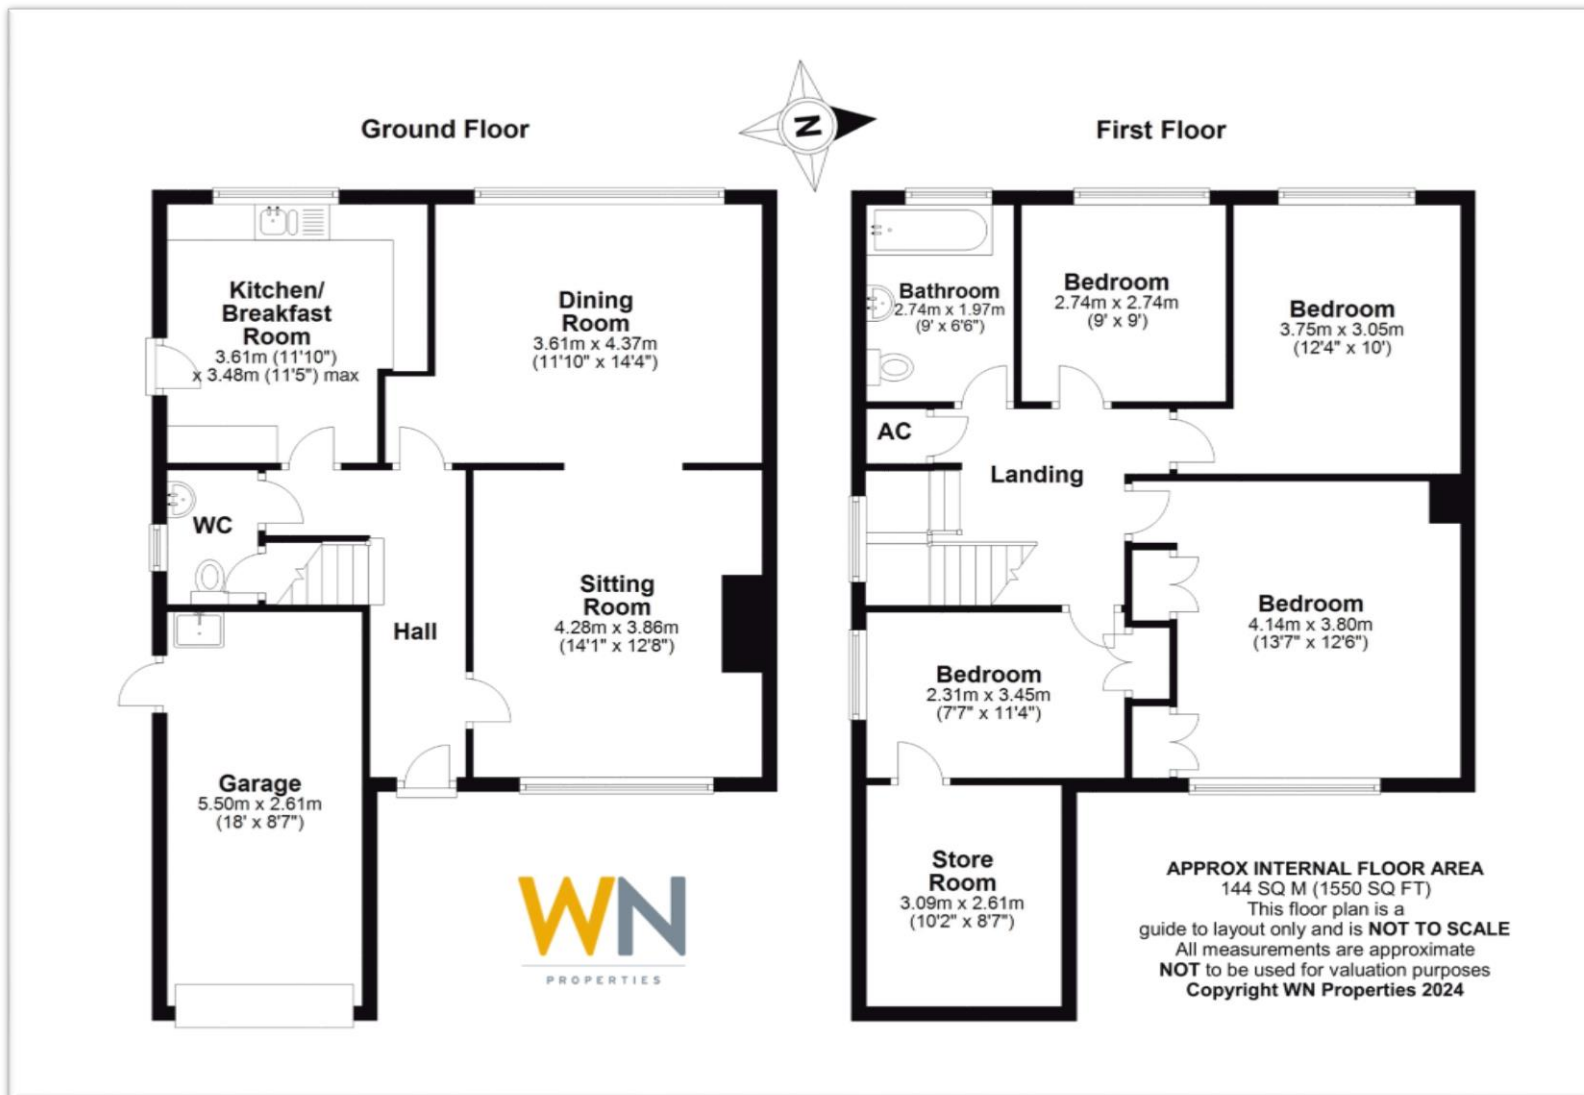 Ground Floor
N
First Floor
Kitchen/
Breakfast
Room
3.61m (11'10")
x 3.48m (11'5") max
Dining
Room
3.61m x 4.37m
(11'10" x 14'4")
WC
Hall
Sitting
Room
4.28m x 3.86m
(14'1" x 12'8")
Garage
5.50m x 2.61m
(18' x 8'7")
WN
PROPERTIES
Bathroom
2.74m x 1.97m
(9' x 6'6")
Bedroom
2.74m x 2.74m
(9' x 9')
Bedroom
3.75m x 3.05m
(12'4" x 10')
AC
Landing
Bedroom
4.14m x 3.80m
(13'7" x 12'6")
Bedroom
2.31m x 3.45m
(7'7" x 11'4")
Store
Room
3.09m x 2.61m
(10'2" x 8'7")
APPROX INTERNAL FLOOR AREA
144 SQ M (1550 SQ FT)
This floor plan is a
guide to layout only and is NOT TO SCALE
All measurements are approximate
NOT to be used for valuation purposes
Copyright WN Properties 2024